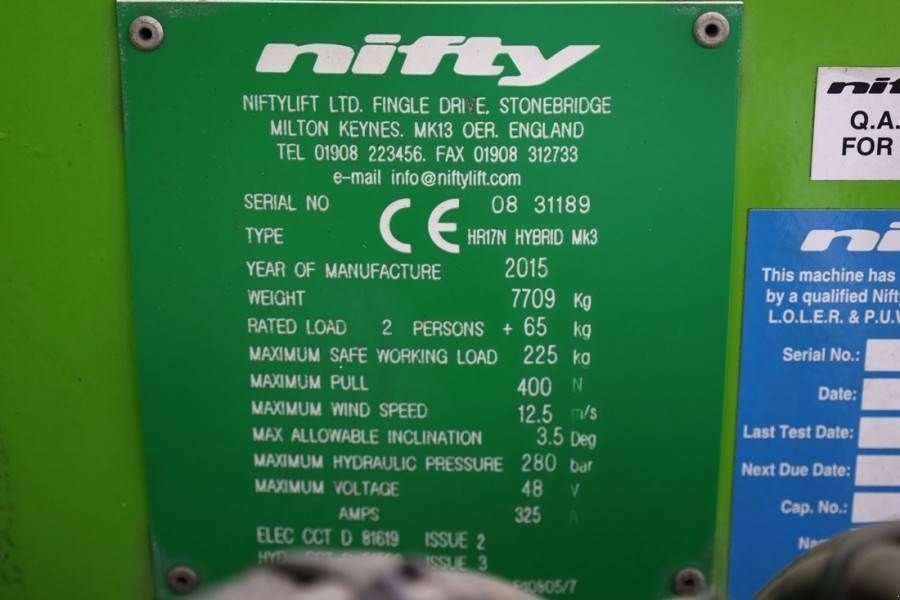 nifty
NIFTYLIFT LTD. FINGLE DRIVE, STONEBRIDGE
MILTON KEYNES. MK13 OER. ENGLAND
TEL 01908 223456. FAX 01908 312733
e-mail info@niftylift.com
SERIAL NO 08 31189
TYPE CE HR17N HYBRID Mk3
YEAR OF MANUFACTURE 2015
WEIGHT 7709 Kg
RATED LOAD 2 PERSONS + 65 kg
MAXIMUM SAFE WORKING LOAD 225 kg
MAXIMUM PULL 400 N
MAXIMUM WIND SPEED 12.5 m/s
MAX ALLOWABLE INCLINATION 3.5 Deg
MAXIMUM HYDRAULIC PRESSURE 280 bar
MAXIMUM VOLTAGE 48 V
AMPS 325 A
ELEC CCT D 81619 ISSUE 2
HYD CCT ISSUE 3
Q.A.
FOR
This machine has
by a qualified
L.O.L.E.R. &
Serial No.:
Date:
Last Test Date:
Next Due Date:
Cap. No.: